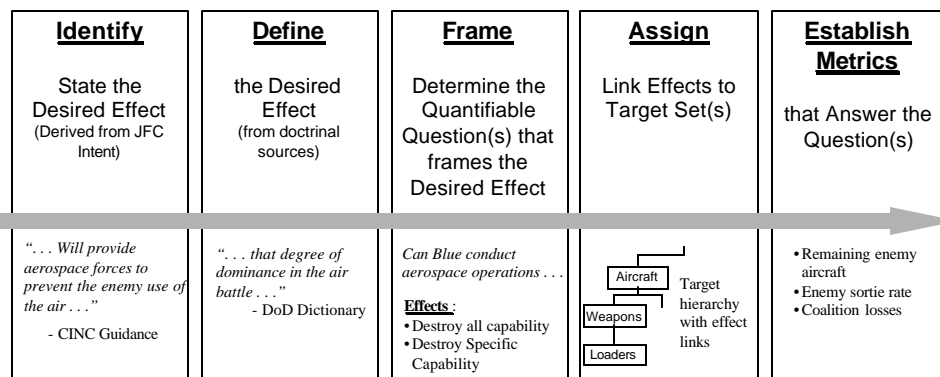 Identify
State the
Desired Effect
(Derived from JFC
Intent)
“. . . Will provide
aerospace forces to
prevent the enemy use of
the air . . .”
- CINC Guidance
Define
the Desired
Effect
(from doctrinal
sources)
“. . . that degree of
dominance in the air
battle . . .”
- DoD Dictionary
Frame
Determine the
Quantifiable
Question(s) that
frames the
Desired Effect
Can Blue conduct
aerospace operations . . .
Effects :
• Destroy all capability
• Destroy Specific
Capability
Assign
Link Effects to
Target Set(s)
Aircraft
Weapons
Loaders
Target
hierarchy
with effect
links
Establish
Metrics
that Answer the
Question(s)
• Remaining enemy
aircraft
• Enemy sortie rate
• Coalition losses